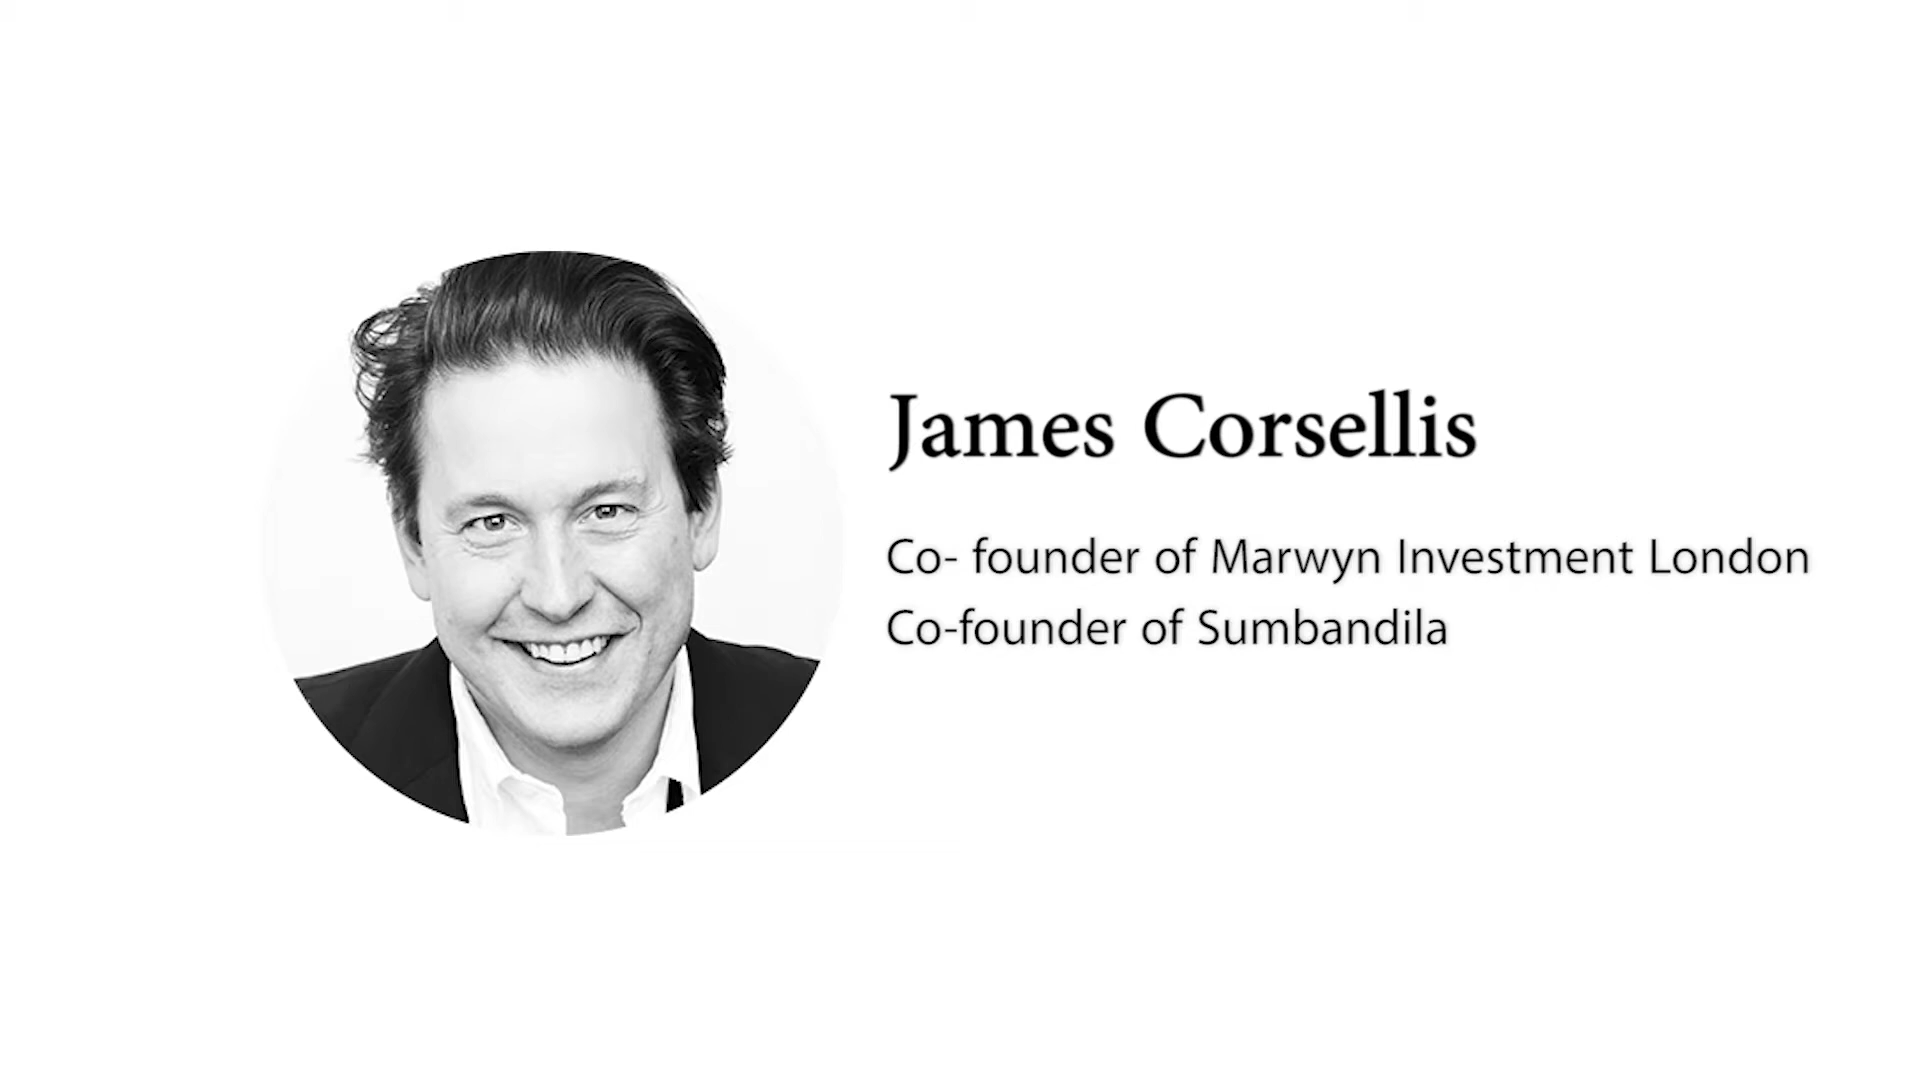 James Corsellis
Co- founder of Marwyn Investment London
Co-founder of Sumbandila